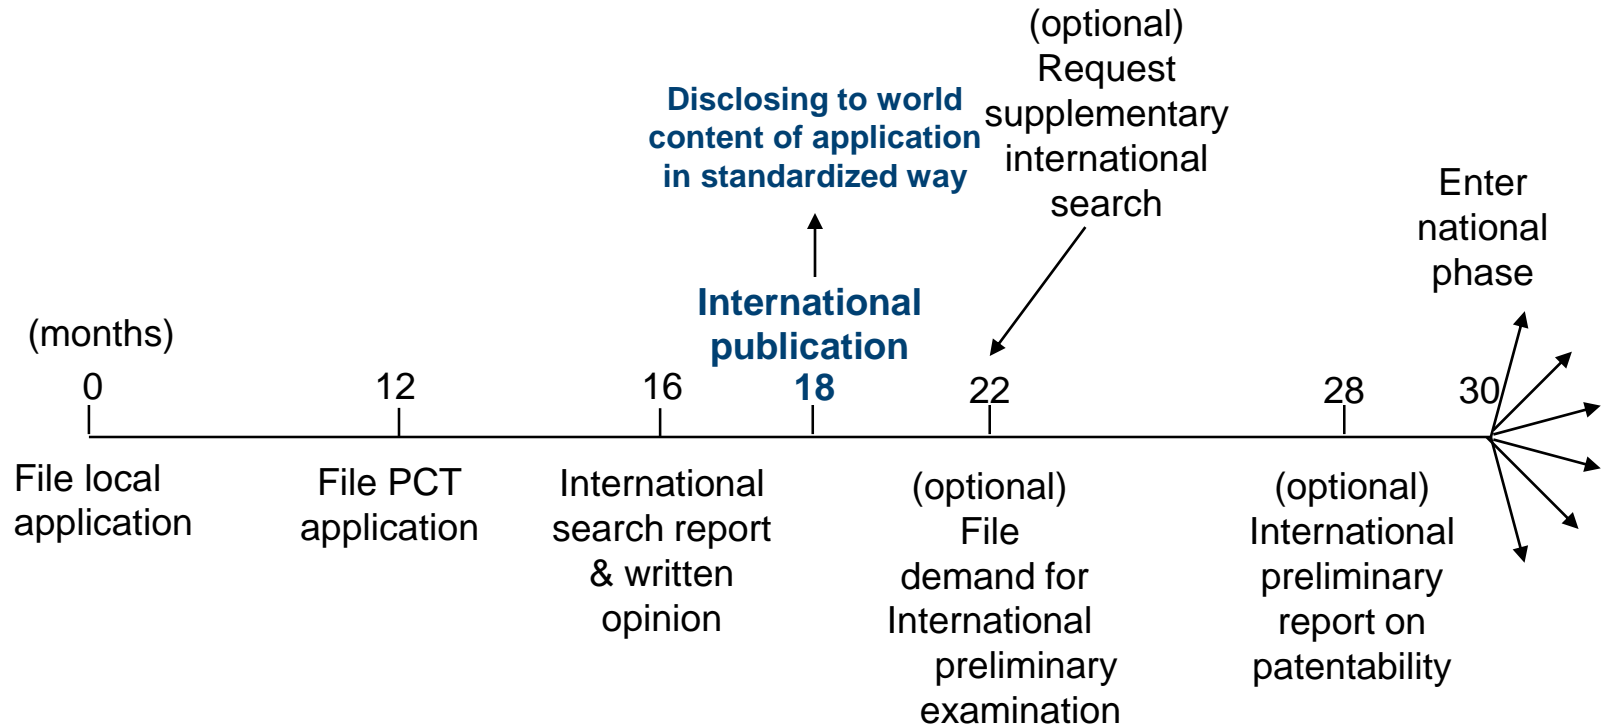 (optional)
Request
supplementary
international
search
Disclosing to world
content of application
in standardized way
Enter
national
phase
International
publication
(months)
0
12
16
18
22
28
30
File local
application
File PCT
application
International
search report
& written
opinion
(optional)
File
demand for
International
preliminary
examination
(optional)
International
preliminary
report on
patentability